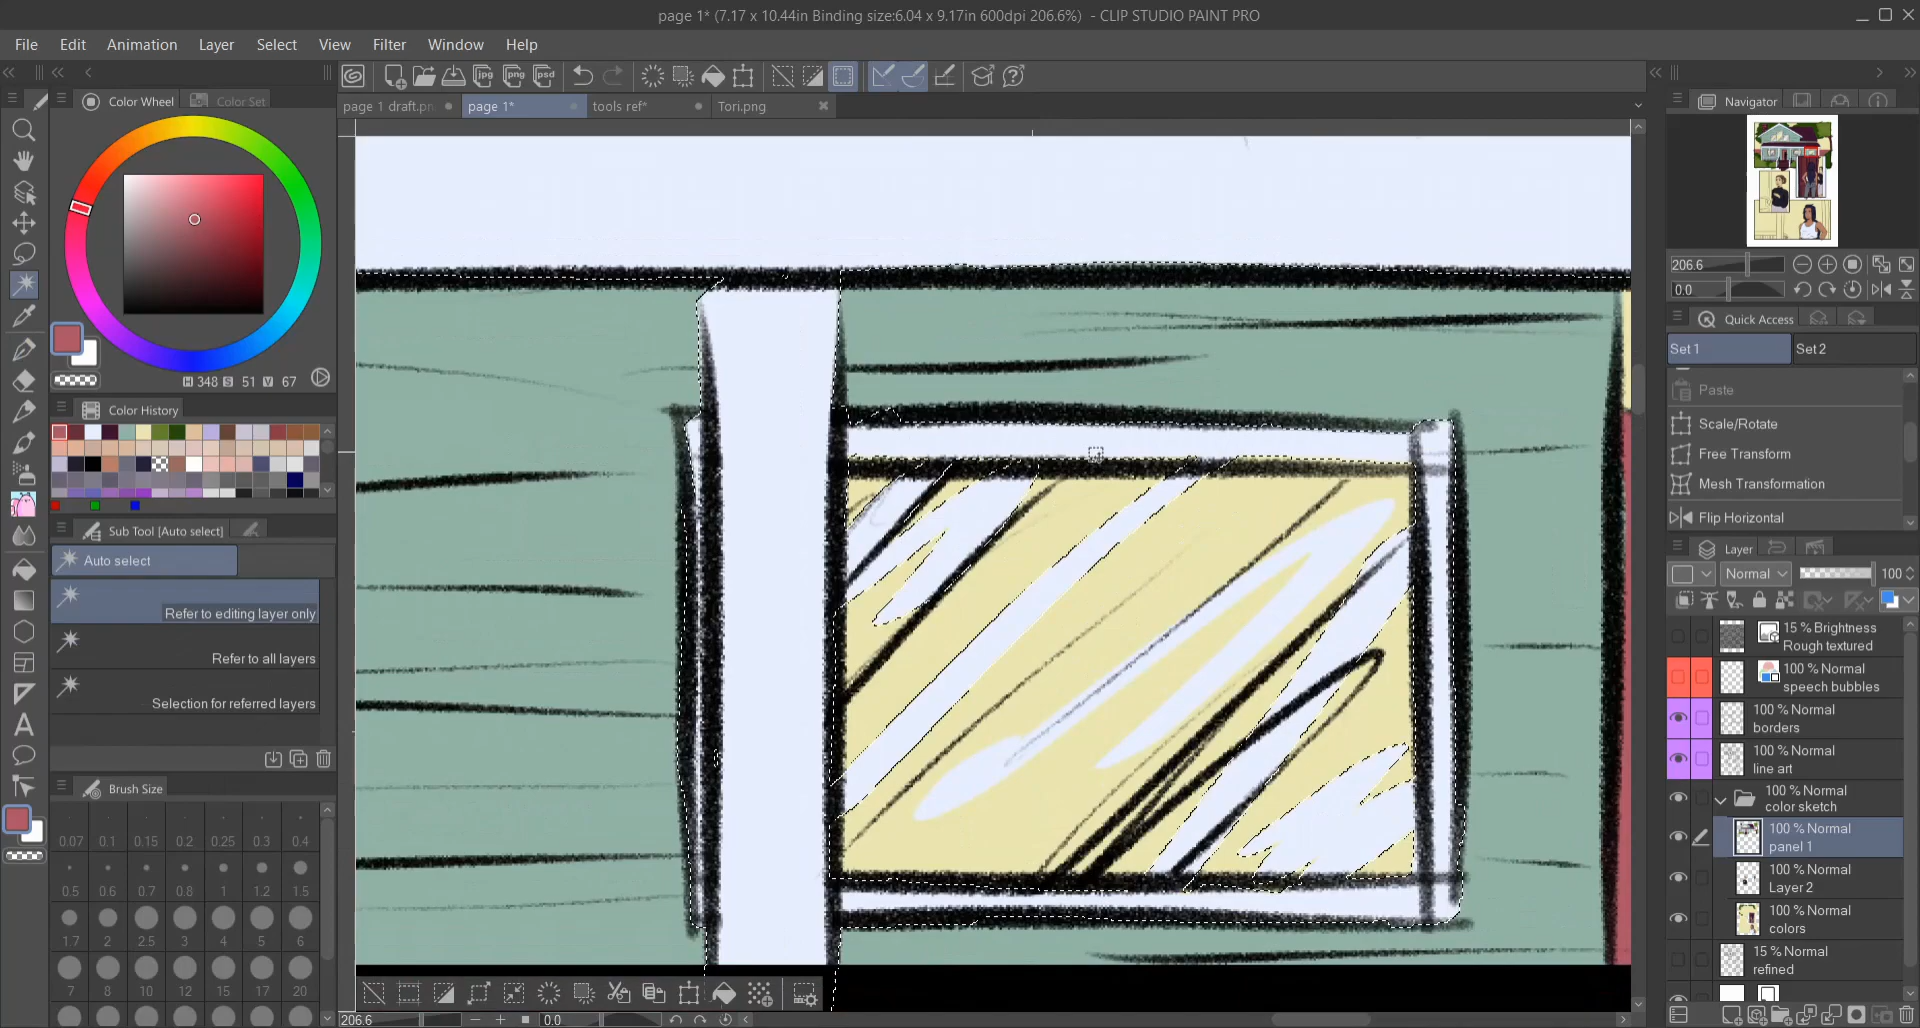 page 1* (7.17 x 10.44in Binding size:6.04 x 9.17in 600dpi 206.6%)  - CLIP STUDIO PAINT PRO
File Edit Animation Layer Select View Filter Window Help
jpg png psd
Color Wheel Color Set
page 1 draft.pn page 1* tools ref* Tori.png
Navigator
206.6
0.0
Quick Access
Set 1 Set 2
Paste
Scale/Rotate
Free Transform
Mesh Transformation
Flip Horizontal
H 348 S 51 V 67
Color History
Sub Tool [Auto select]
Auto select
Refer to editing layer only
Refer to all layers
Selection for referred layers
Brush Size
0.07 0.1 0.15 0.2 0.25 0.3 0.4
0.5 0.6 0.7 0.8 1 1.2 1.5
1.7 2 2.5 3 4 5 6
7 8 10 12 15 17 20
Layer
Normal 100
15 % Brightness
Rough textured
100 % Normal
speech bubbles
100 % Normal
borders
100 % Normal
line art
100 % Normal
color sketch
100 % Normal
panel 1
100 % Normal
Layer 2
100 % Normal
colors
15 % Normal
refined
206.6 0.0